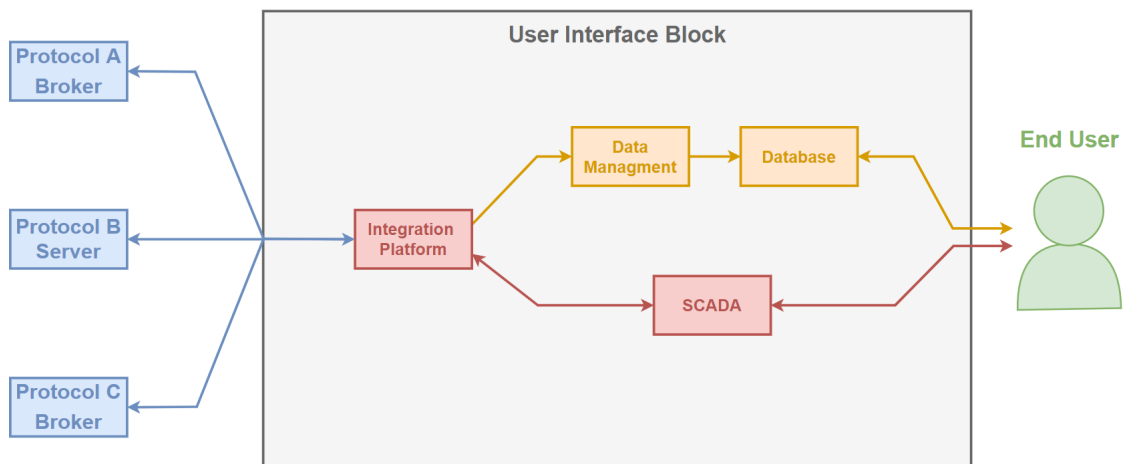 User Interface Block
Protocol A
Broker
Data
Managment
Database
End User
Protocol B
Server
Integration
Platform
SCADA
Protocol C
Broker